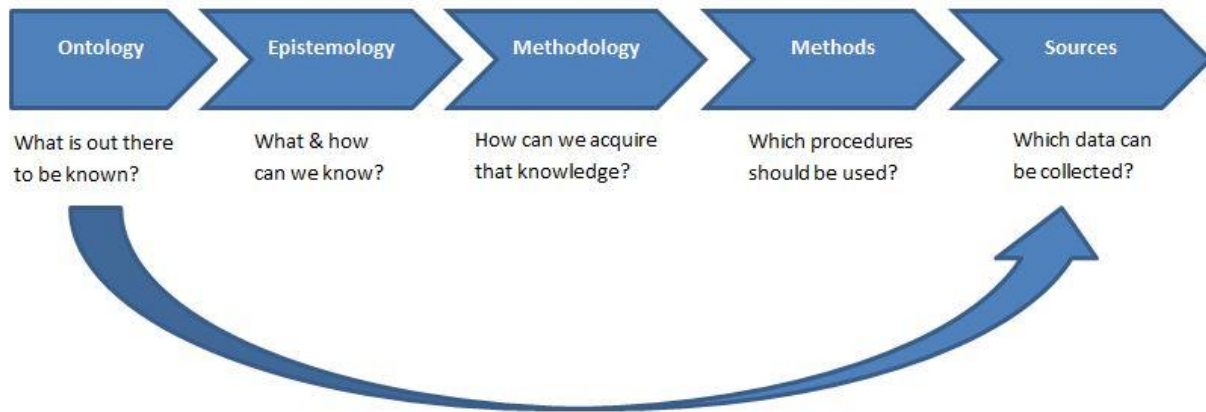 Ontology
Epistemology
Methodology
Methods
Sources
What is out there
to be known?
What & how
can we know?
How can we acquire
that knowledge?
Which procedures
should be used?
Which data can
be collected?